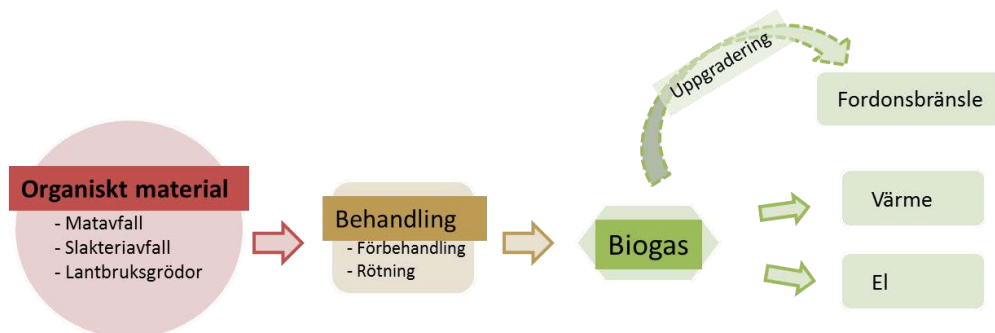 Organiskt material
- Matavfall
- Slakteriavfall
- Lantbruksgrödor
Behandling
- Förbehandling
- Rötning
Biogas
Uppgradering
Fordonsbränsle
Värme
El